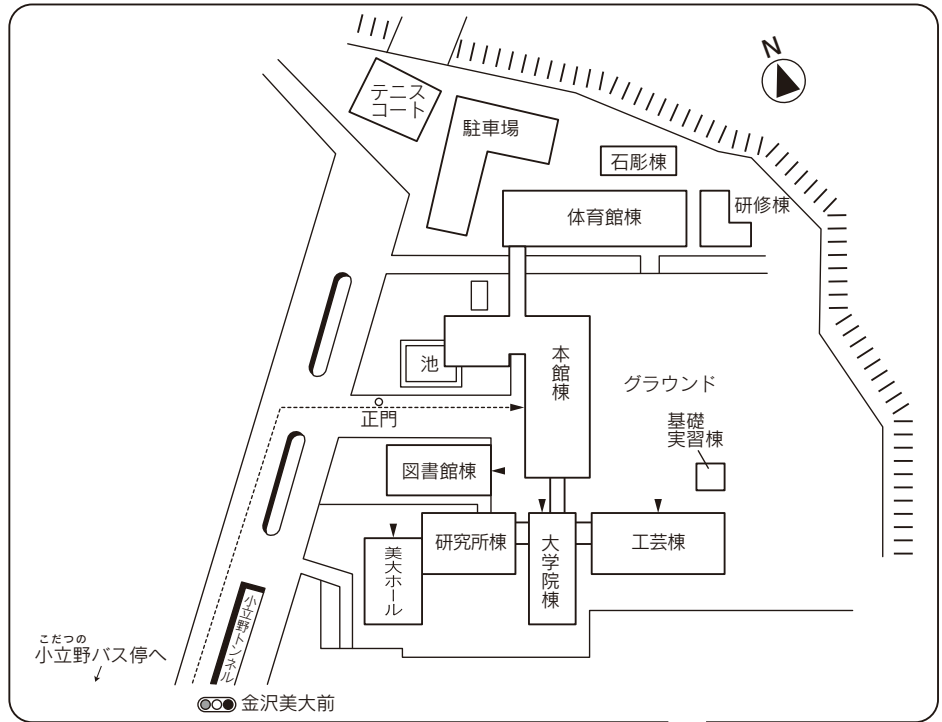 N
テニス
コート
駐車場
石彫棟
体育館棟
研修棟
本館棟
池
グラウンド
正門
基礎
実習棟
図書館棟
研究所棟
大学院棟
工芸棟
美大ホール
小立野トンネル
こだつの
小立野バス停へ
金沢美大前